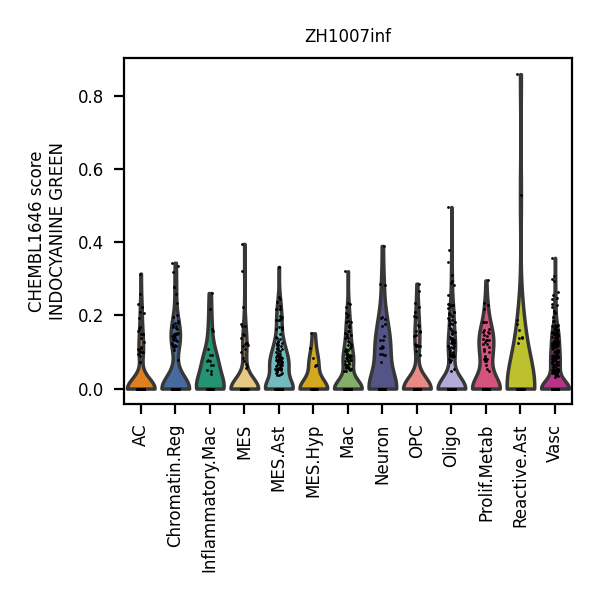 ZH1007inf
CHEMBL1646 score
INDOCYANINE GREEN
0.8
0.6
0.4
0.2
0.0
AC
Chromatin.Reg
Inflammatory.Mac
MES
MES.Ast
MES.Hyp
Mac
Neuron
OPC
Oligo
Prolif.Metab
Reactive.Ast
Vasc